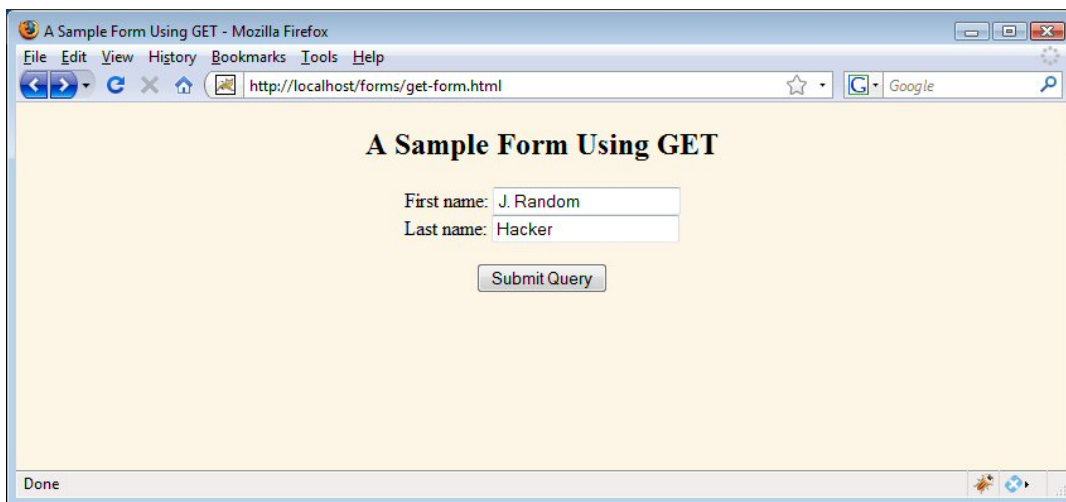 A Sample Form Using GET - Mozilla Firefox
File Edit View History Bookmarks Tools Help
http://localhost/forms/get-form.html
G Google
A Sample Form Using GET
First name: J. Random
Last name: Hacker
Submit Query
Done